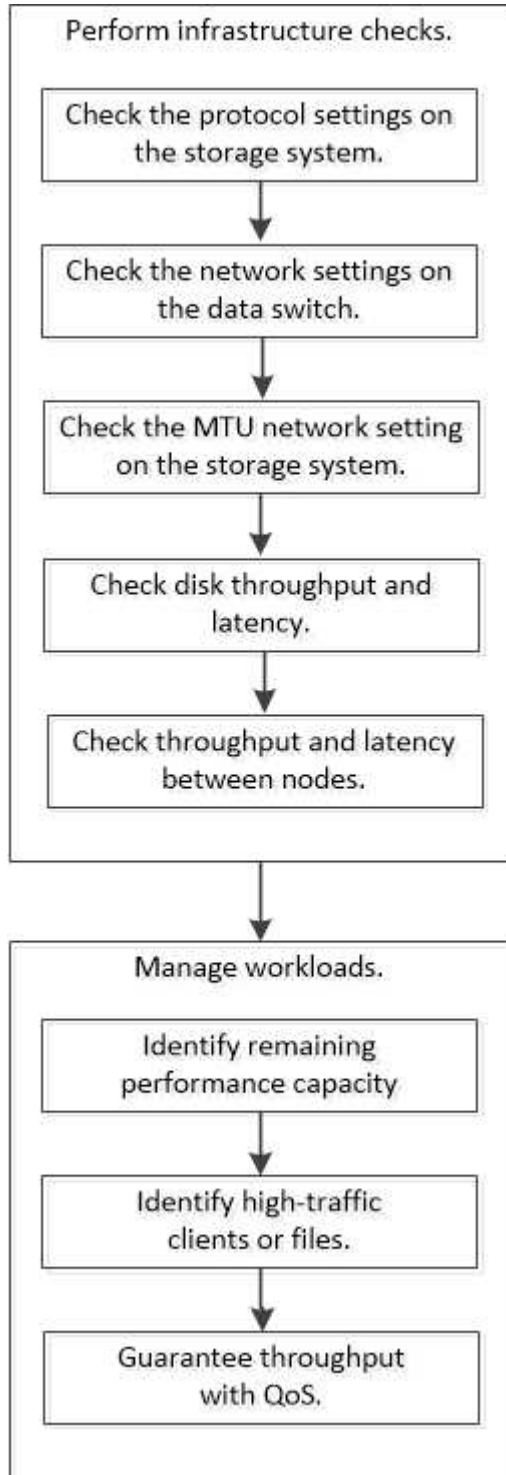 Perform infrastructure checks.
Check the protocol settings on
the storage system.
Check the network settings on
the data switch.
Check the MTU network setting
on the storage system.
Check disk throughput and
latency.
Check throughput and latency
between nodes.
Manage workloads.
Identify remaining
performance capacity
Identify high-traffic
clients or files.
Guarantee throughput
with QoS.